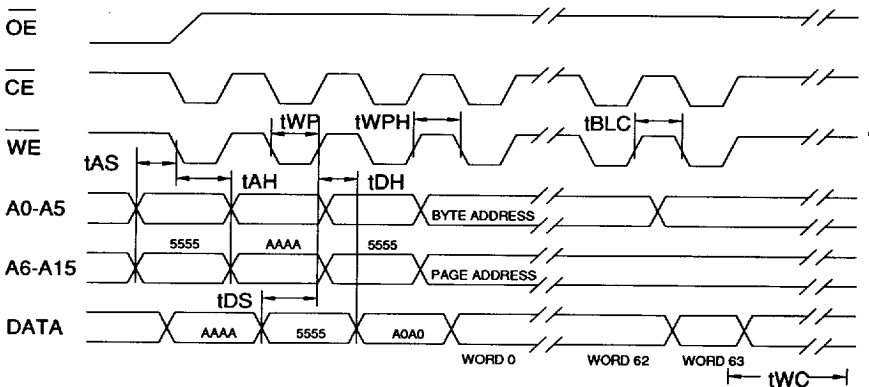 OE
CE
tWP tWPH tBLC
WE
tAS tAH tDH
A0-A5 BYTE ADDRESS
5555 AAAA 5555
A6-A15 PAGE ADDRESS
tDS
DATA AAAA 5555 A0A0
WORD 0 WORD 62 WORD 63
tWC